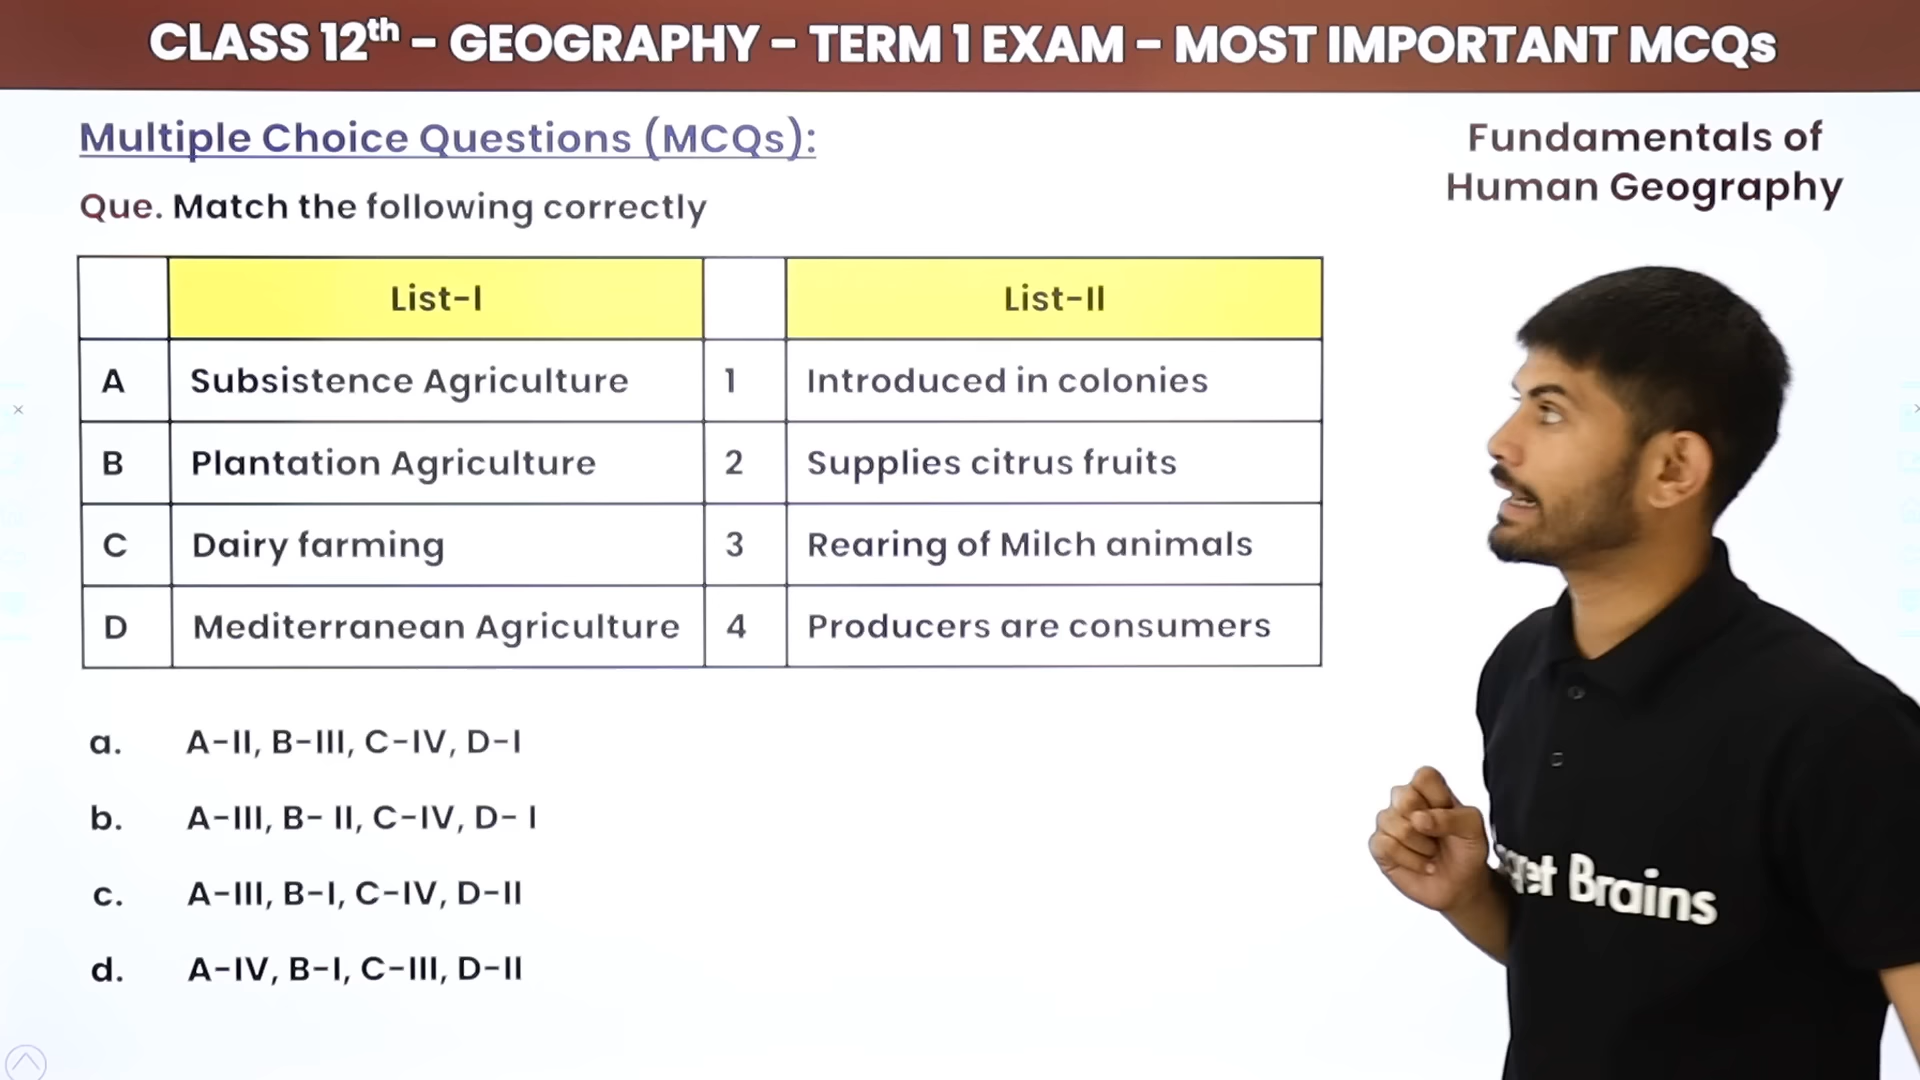 CLASS 12th - GEOGRAPHY - TERM 1 EXAM - MOST IMPORTANT MCQs
Multiple Choice Questions (MCQs):
Fundamentals of
Human Geography
Que. Match the following correctly
List-I List-II
A Subsistence Agriculture 1 Introduced in colonies
B Plantation Agriculture 2 Supplies citrus fruits
C Dairy farming 3 Rearing of Milch animals
D Mediterranean Agriculture 4 Producers are consumers
a. A-II, B-III, C-IV, D-I
b. A-III, B- II, C-IV, D- I
c. A-III, B-I, C-IV, D-II
d. A-IV, B-I, C-III, D-II
Brains